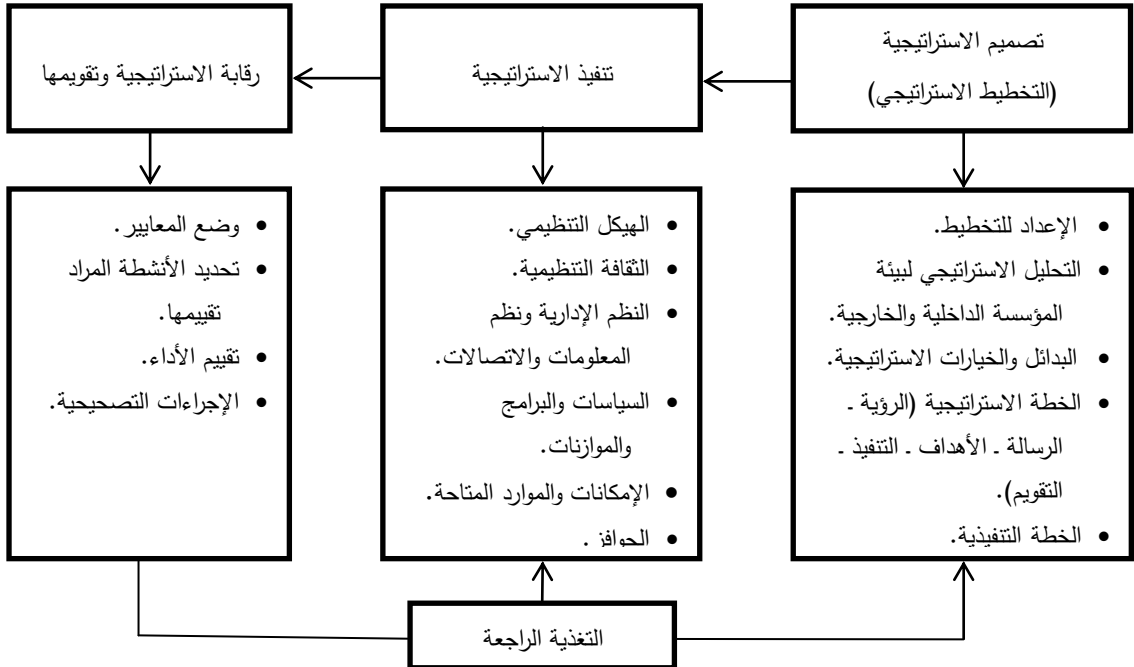 تصميم الاستراتيجية
(التخطيط الاستراتيجي)
تنفيذ الاستراتيجية
رقابة الاستراتيجية وتقويمها
• الإعداد للتخطيط.
• التحليل الاستراتيجي لبيئة
المؤسسة الداخلية والخارجية.
• البدائل والخيارات الاستراتيجية.
• الخطة الاستراتيجية (الرؤية ـ
الرسالة ـ الأهداف ـ التنفيذ ـ
التقويم).
• الخطة التنفيذية.
• الهيكل التنظيمي.
• الثقافة التنظيمية.
• النظم الإدارية ونظم
المعلومات والاتصالات.
• السياسات والبرامج
والموازنات.
• الإمكانات والموارد المتاحة.
• الحوافز.
• وضع المعايير.
• تحديد الأنشطة المراد
تقييمها.
• تقييم الأداء.
• الإجراءات التصحيحية.
التغذية الراجعة